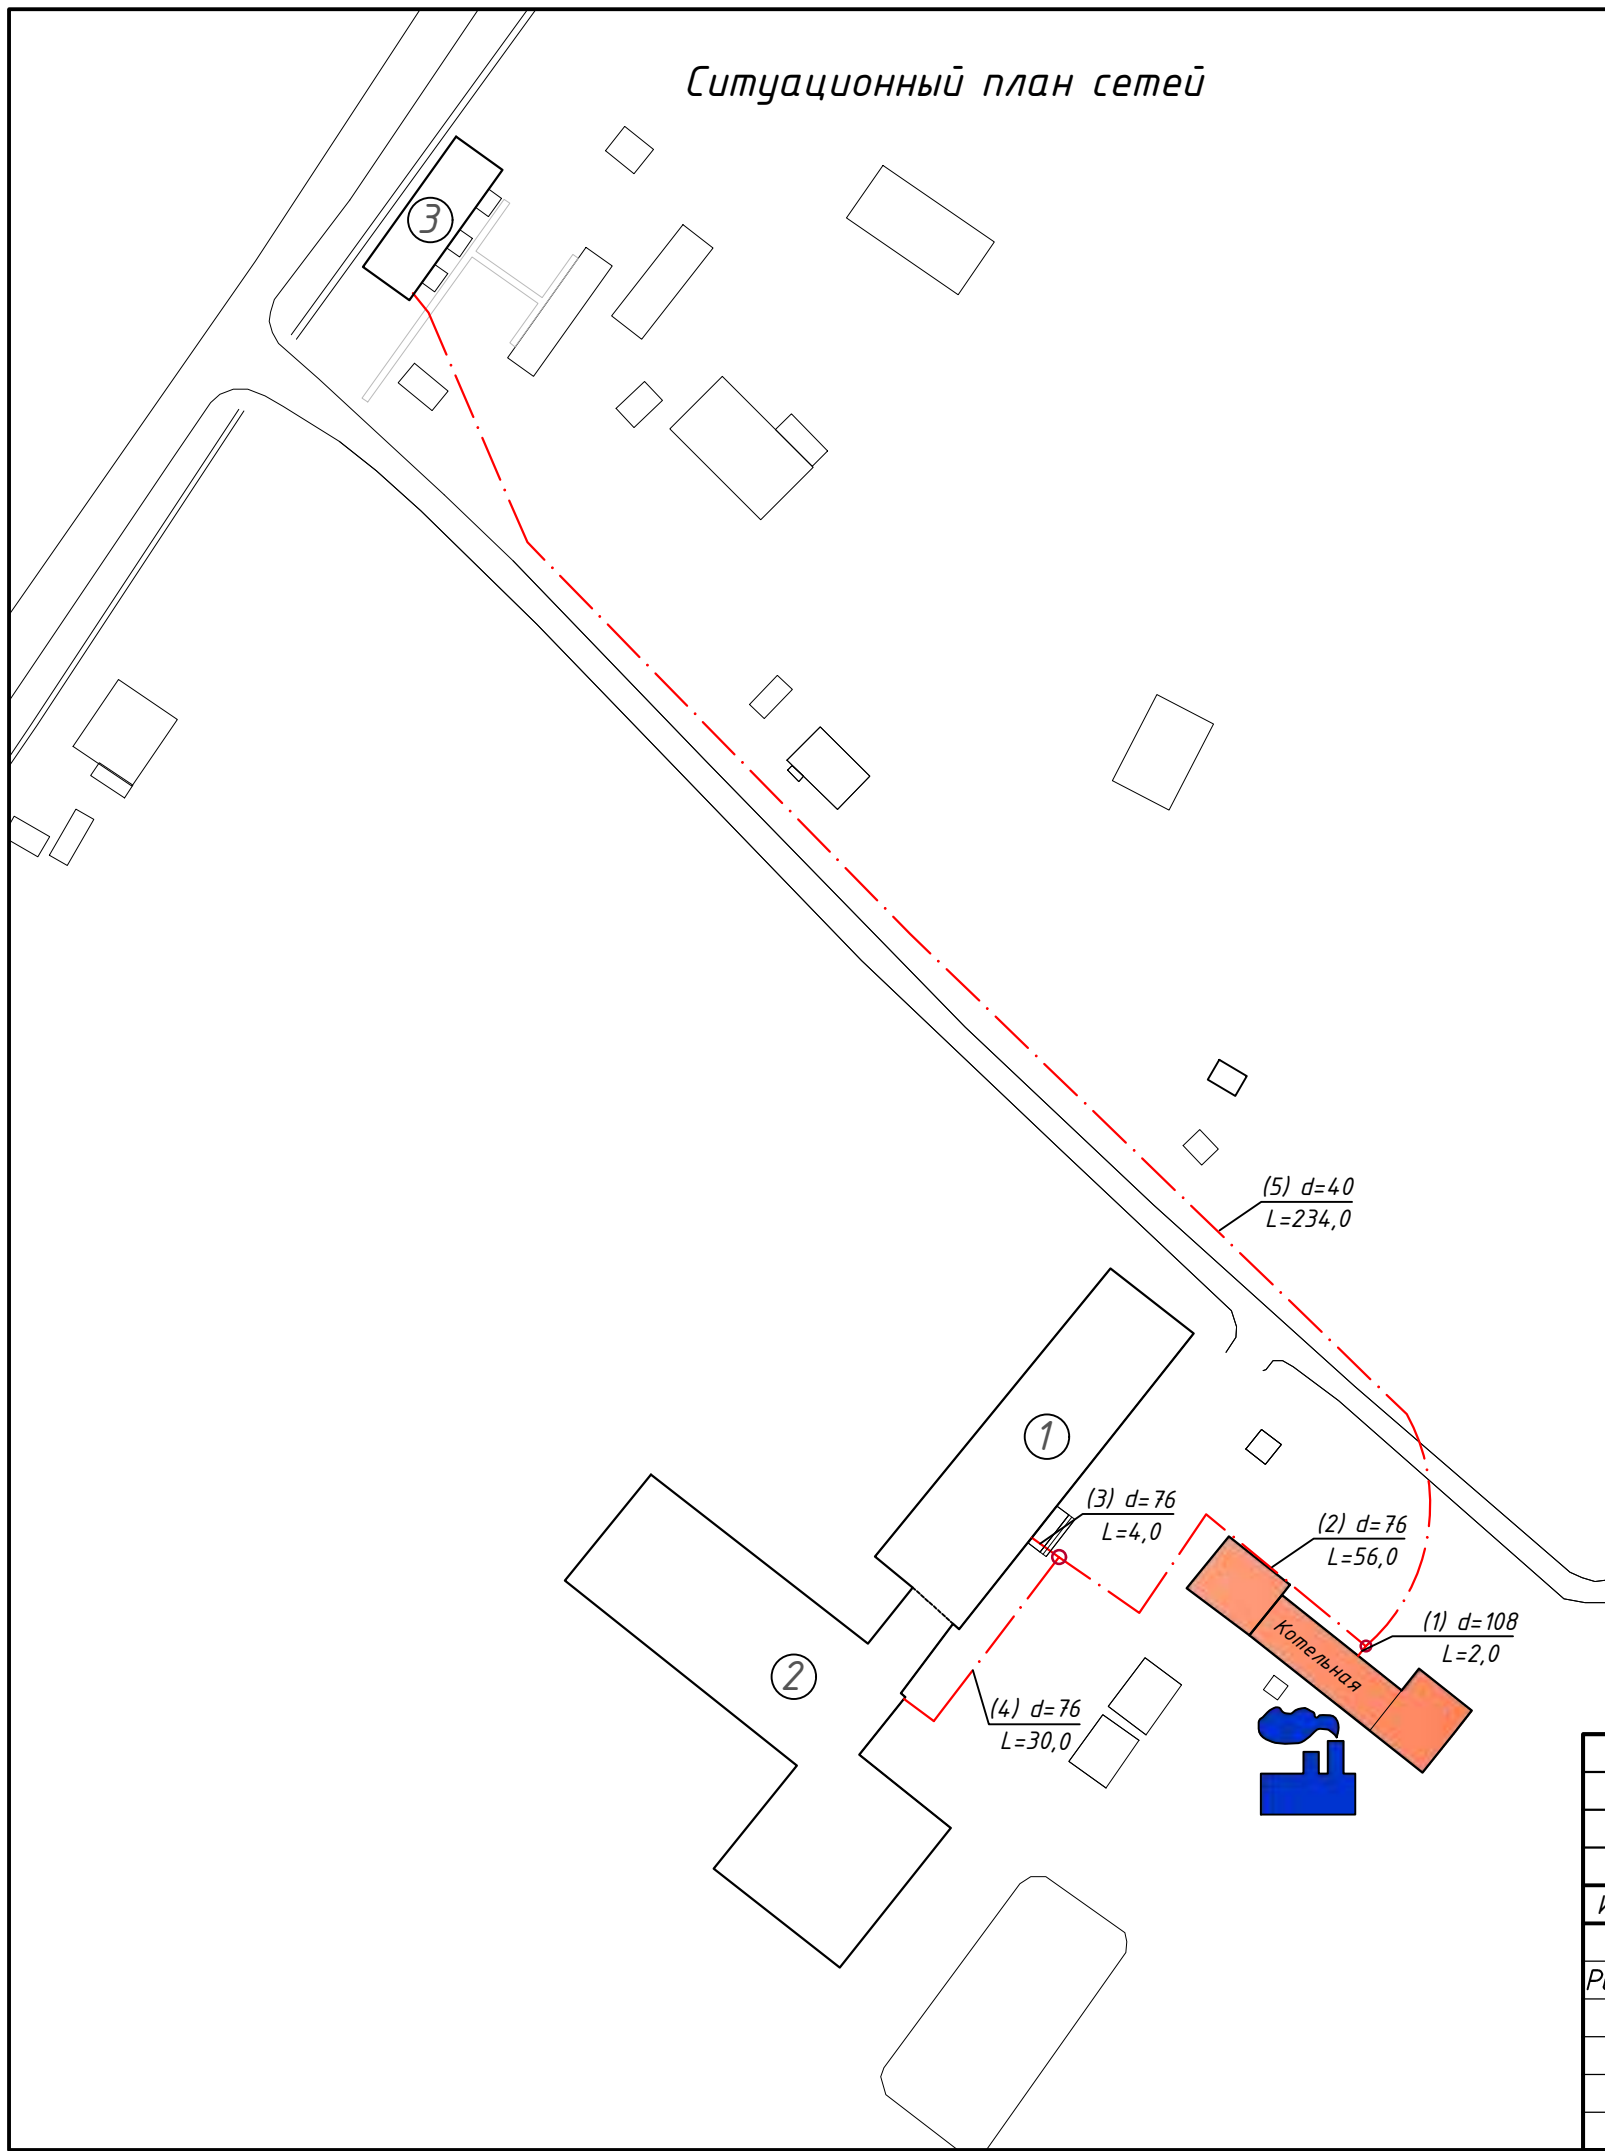 Ситуационный план сетей
3
(5) d=40
L=234,0
1
(3) d=76
L=4,0
(2) d=76
L=56,0
(1) d=108
L=2,0
Котельная
2
(4) d=76
L=30,0